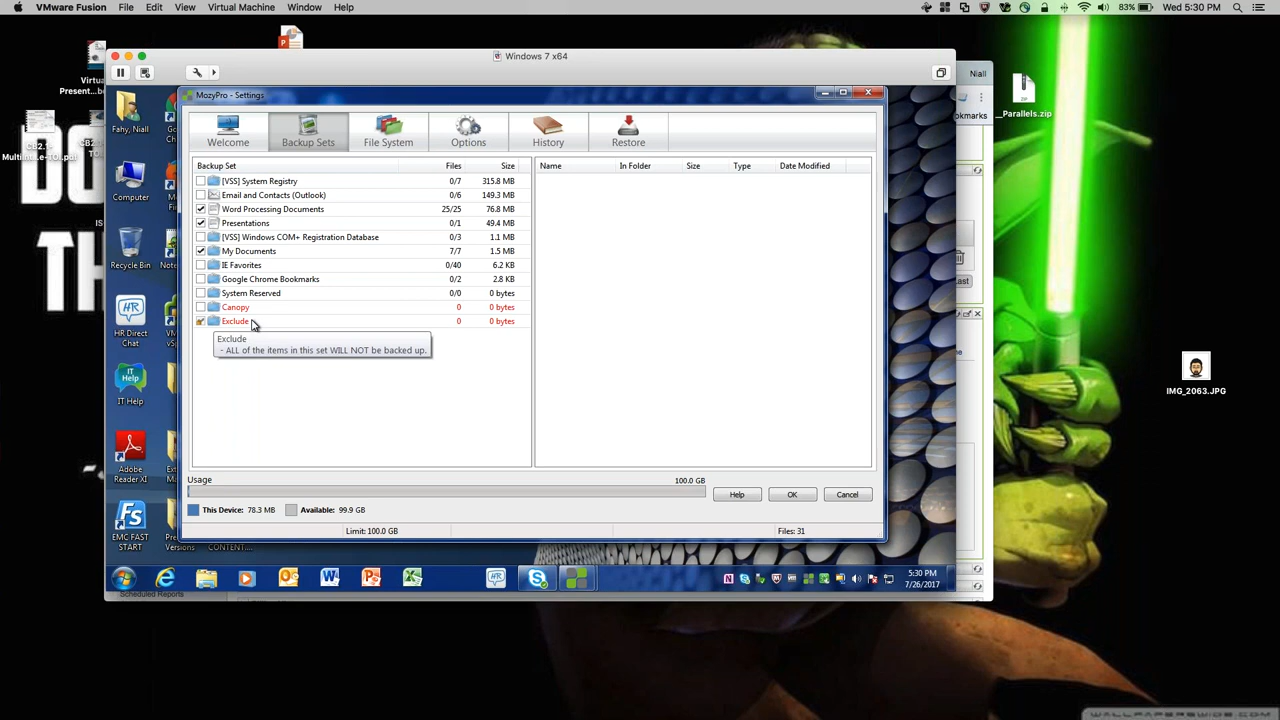 VMware Fusion File Edit View Virtual Machine Window Help 83% Wed 5:30 PM
Windows 7 x64
Niall
MozyPro - Settings
Virtu
Present...b
__Parallels.zip
Fahy, Niall
Welcome Backup Sets File System Options History Restore
Backup Set Files Size Name In Folder Size Type Date Modified
[VSS] System Registry 0/7 315.8 MB
Email and Contacts (Outlook) 0/6 149.3 MB
Word Processing Documents 25/25 76.8 MB
Presentations 0/1 49.4 MB
[VSS] Windows COM+ Registration Database 0/3 1.1 MB
My Documents 7/7 1.5 MB
IE Favorites 0/40 6.2 KB
Google Chrome Bookmarks 0/2 2.8 KB
System Reserved 0/0 0 bytes
Canopy 0 0 bytes
Exclude 0 0 bytes
Exclude
- ALL of the items in this set WILL NOT be backed up.
Computer
Recycle Bin
HR Direct
Chat
IT Help
Adobe
Reader XI
EMC FAST
START
CONTENT....
IMG_2063.JPG
Usage 100.0 GB
Help OK Cancel
This Device: 78.3 MB Available: 99.9 GB
Limit: 100.0 GB Files: 31
5:30 PM
7/26/2017
Scheduled Reports
WALLPAPERSWIDE.COM